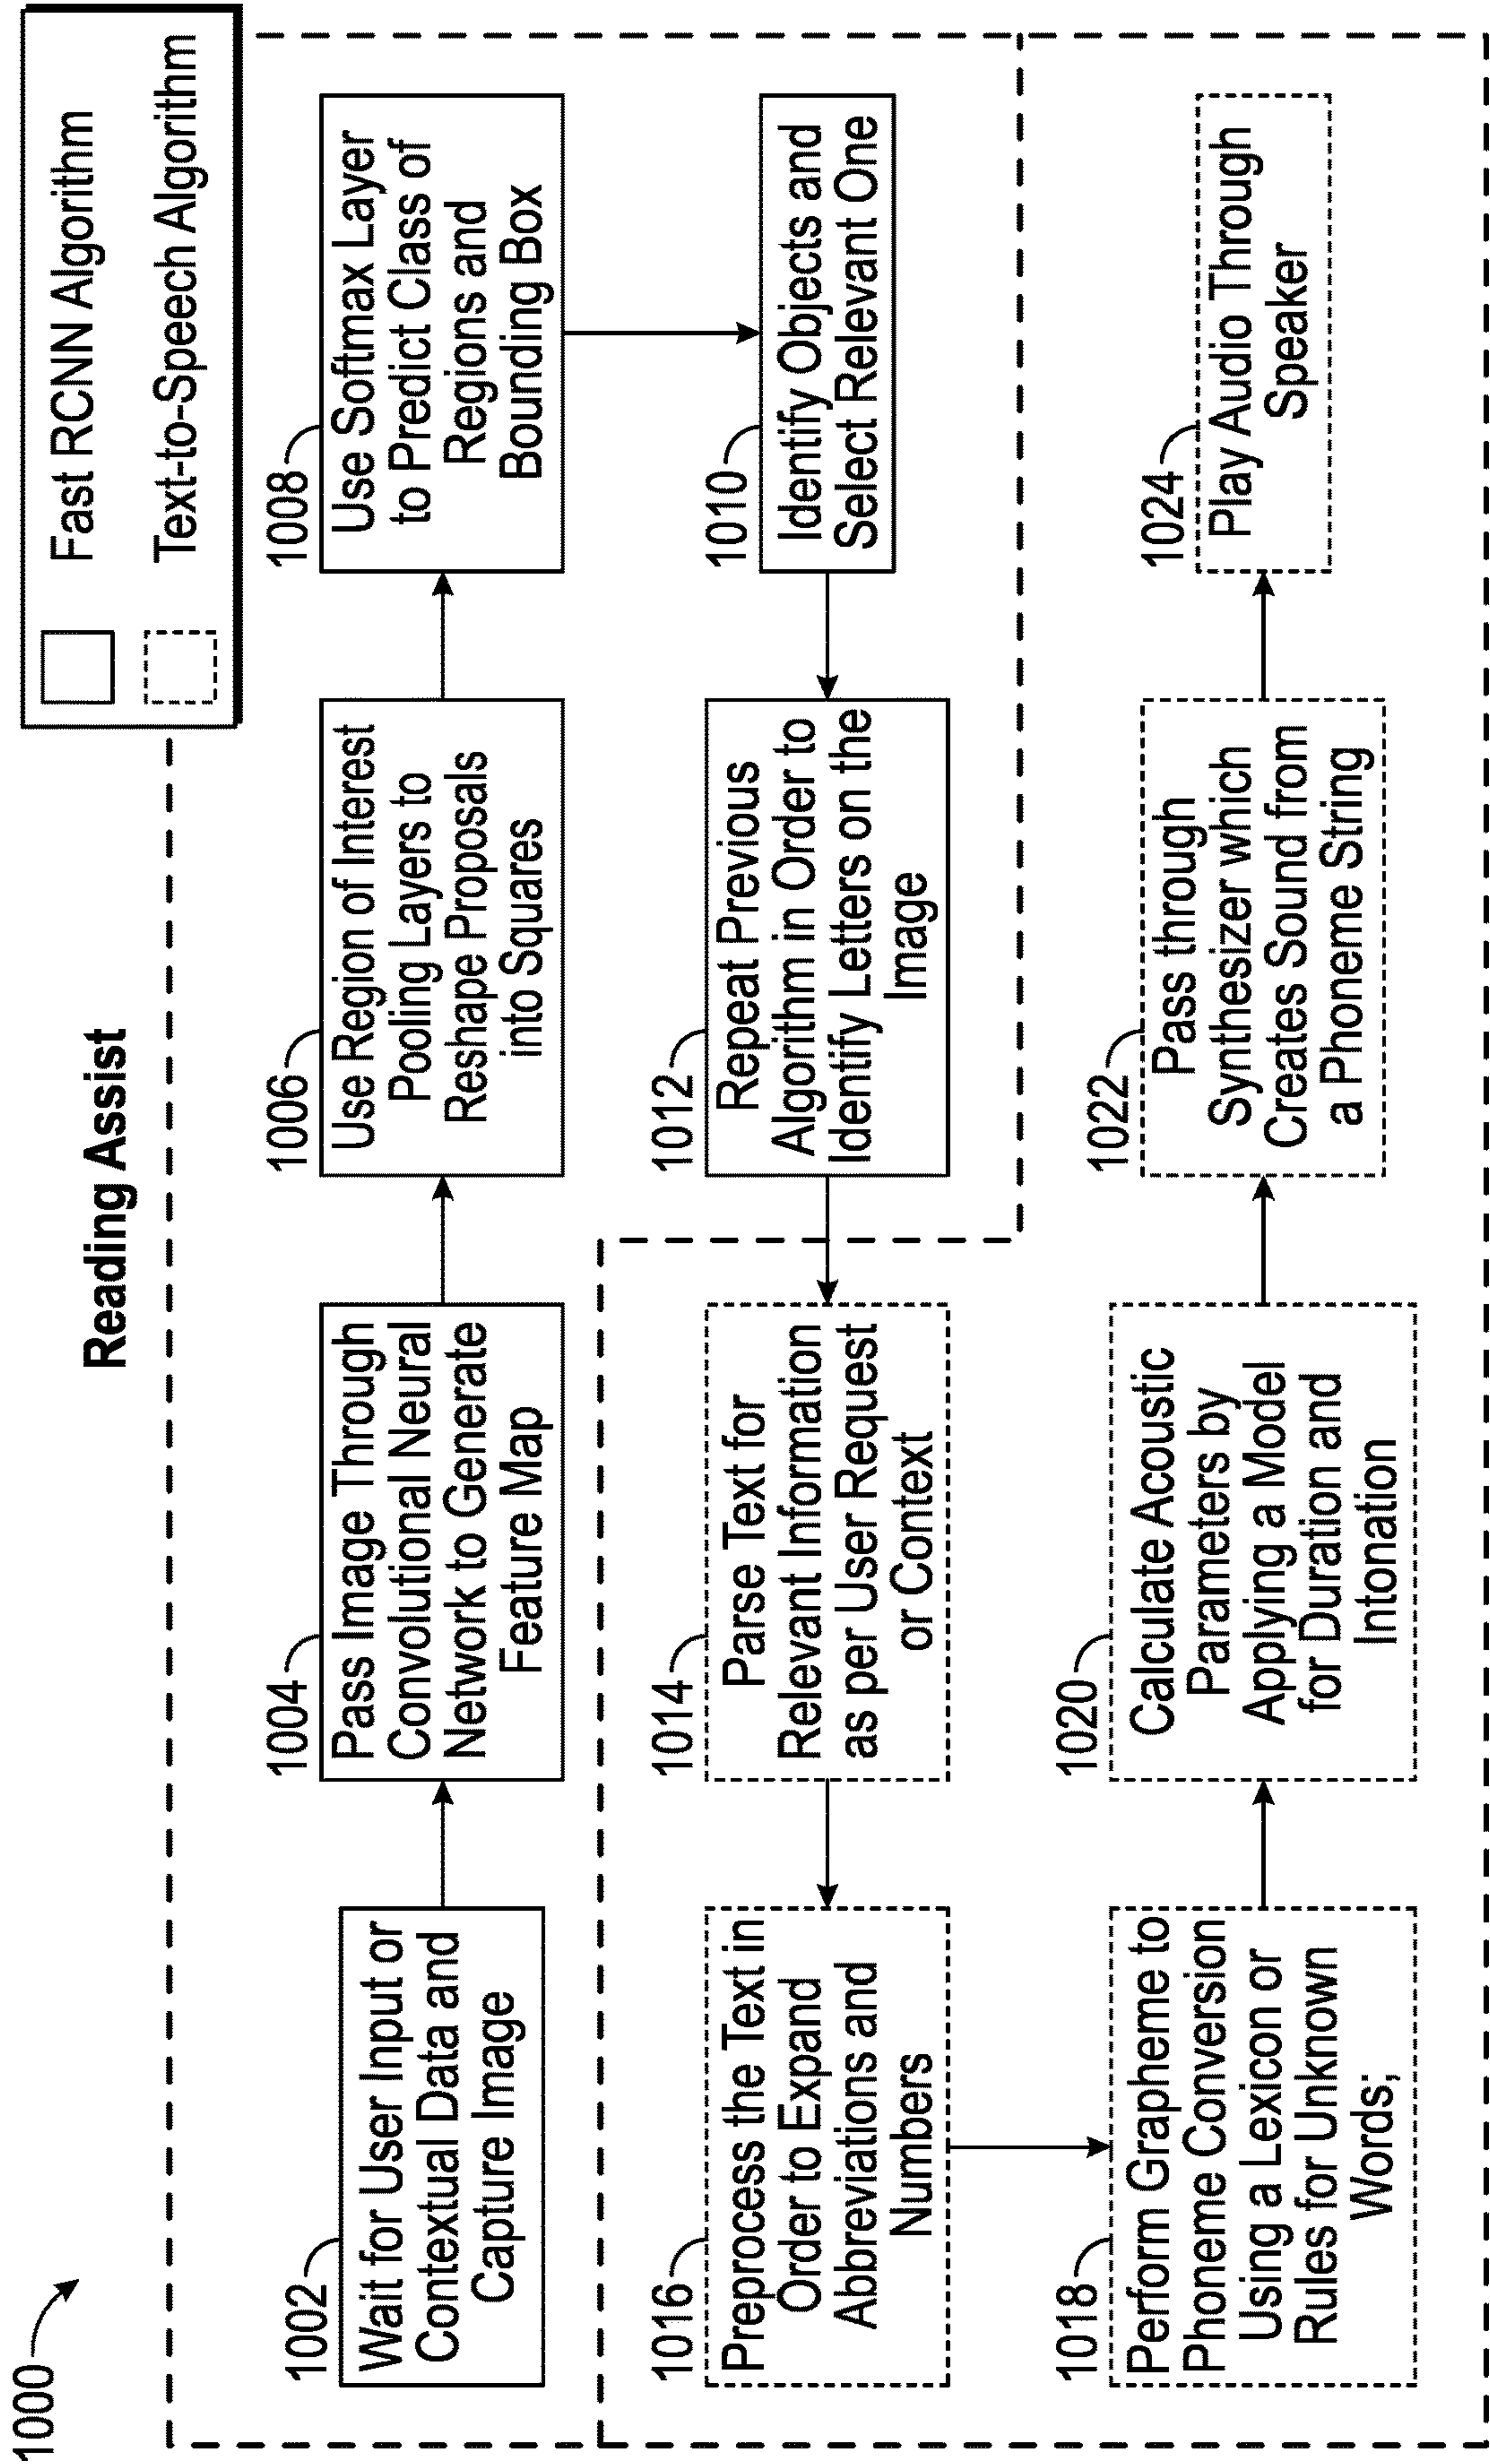 1000
Reading Assist
Fast RCNN Algorithm
Text-to-Speech Algorithm
1002
Wait for User Input or
Contextual Data and
Capture Image
1004
Pass Image Through
Convolutional Neural
Network to Generate
Feature Map
1006
Use Region of Interest
Pooling Layers to
Reshape Proposals
into Squares
1008
Use Softmax Layer
to Predict Class of
Regions and
Bounding Box
1010
Identify Objects and
Select Relevant One
1012
Repeat Previous
Algorithm in Order to
Identify Letters on the
Image
1014
Parse Text for
Relevant Information
as per User Request
or Context
1016
Preprocess the Text in
Order to Expand
Abbreviations and
Numbers
1018
Perform Grapheme to
Phoneme Conversion
Using a Lexicon or
Rules for Unknown
Words;
1020
Calculate Acoustic
Parameters by
Applying a Model
for Duration and
Intonation
1022
Pass through
Synthesizer which
Creates Sound from
a Phoneme String
1024
Play Audio Through
Speaker